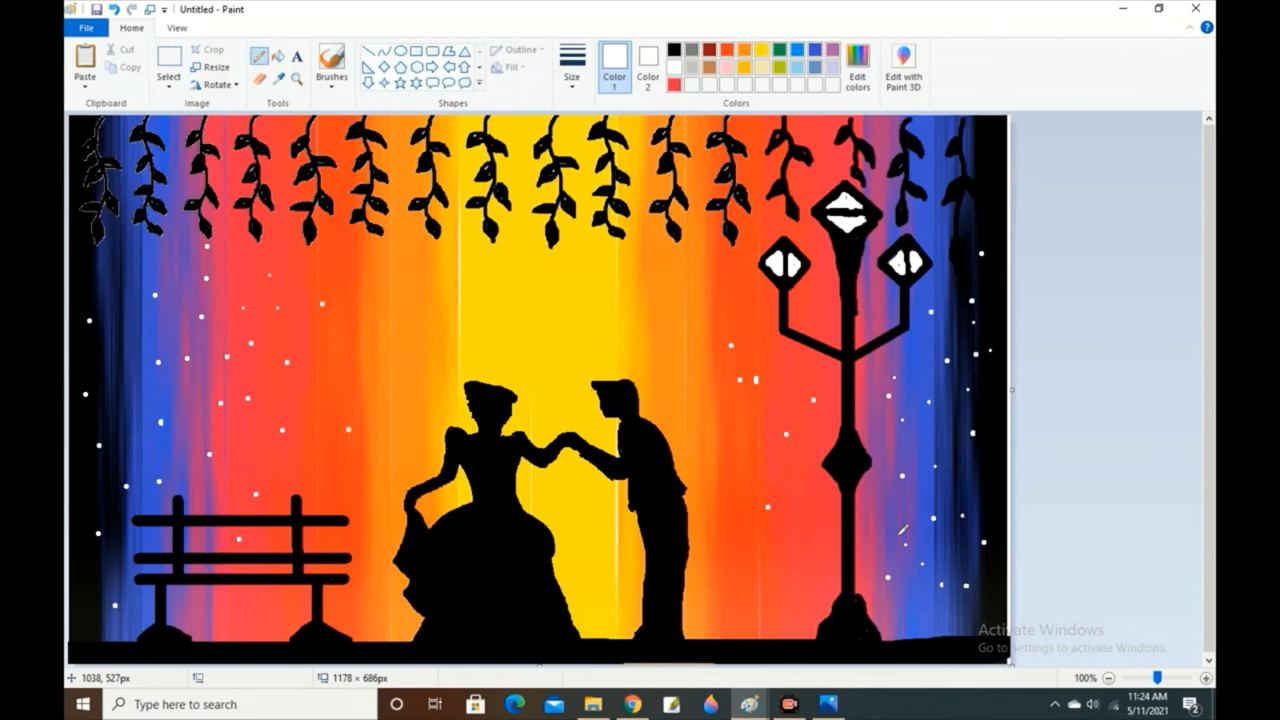 Untitled - Paint
File Home View
Paste
Cut
Copy
Clipboard
Select
Crop
Resize
Rotate
Image
A
Tools
Brushes
Outline
Fill
Shapes
Size
Color 1
Color 2
Edit colors
Colors
Edit with Paint 3D
Activate Windows
Go to Settings to activate Windows.
1038, 527px
1178 × 686px
100%
Type here to search
11:24 AM
5/11/2021
2